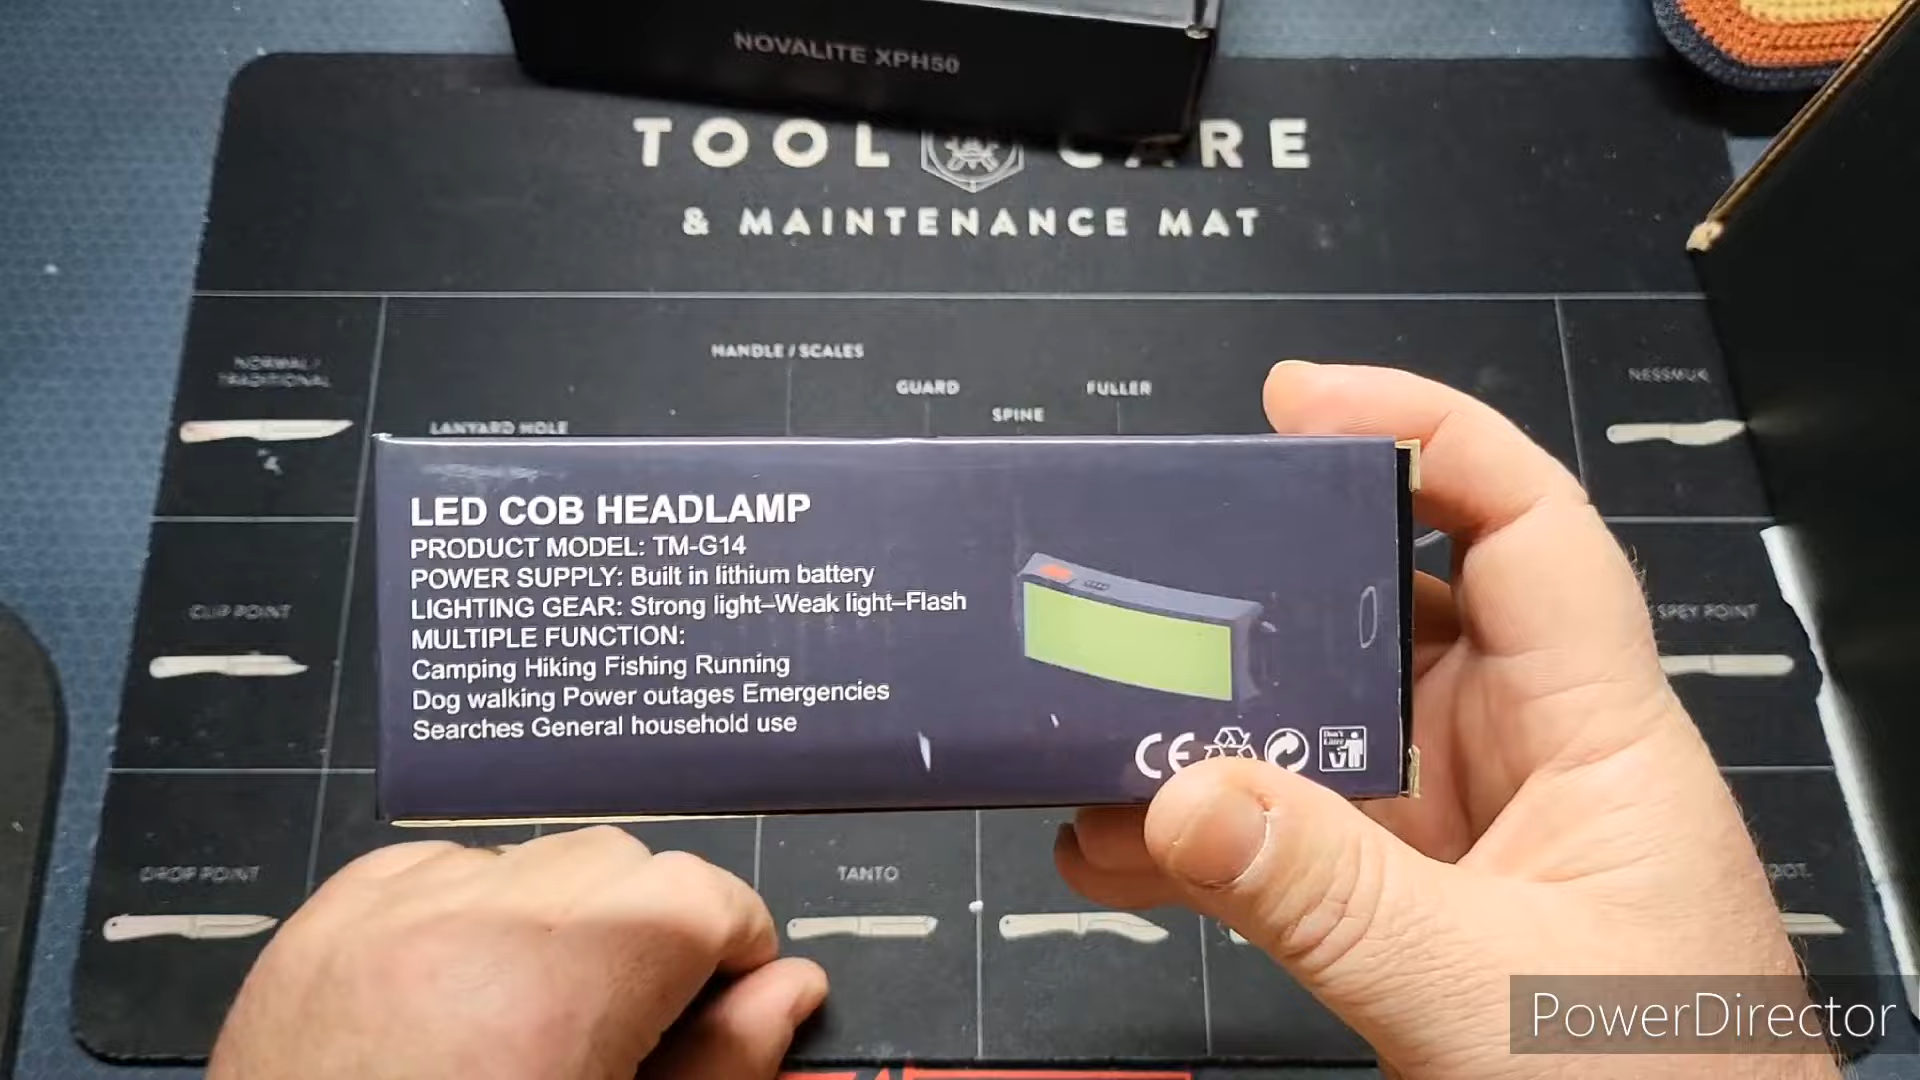 NOVALITE XPH50
TOOL CARE
& MAINTENANCE MAT
NORMAL /
TRADITIONAL
HANDLE / SCALES
GUARD
FULLER
SPINE
LANYARD HOLE
NESSMUK
LED COB HEADLAMP
PRODUCT MODEL: TM-G14
POWER SUPPLY: Built in lithium battery
LIGHTING GEAR: Strong light–Weak light–Flash
MULTIPLE FUNCTION:
Camping Hiking Fishing Running
Dog walking Power outages Emergencies
Searches General household use
CE
CLIP POINT
SPEY POINT
DROP POINT
TANTO
PowerDirector